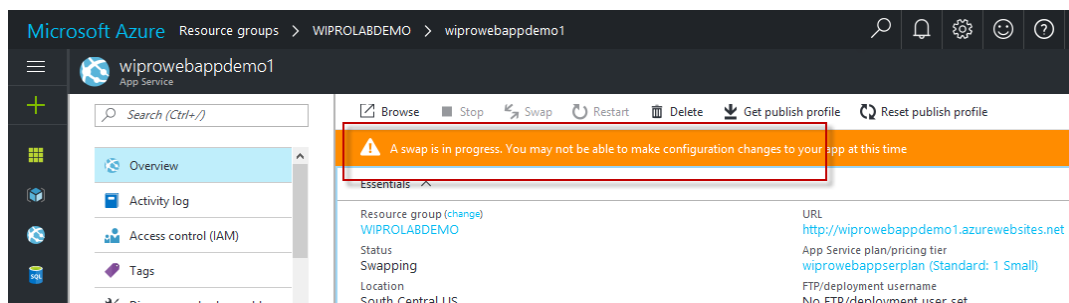 Microsoft Azure Resource groups > WIPROLABDEMO > wiprowebappdemo1
wiprowebappdemo1
App Service
Search (Ctrl+/)
Browse Stop Swap Restart Delete Get publish profile Reset publish profile
A swap is in progress. You may not be able to make configuration changes to your app at this time
Overview
Activity log
Access control (IAM)
Tags
Essentials
Resource group (change)
WIPROLABDEMO
Status
Swapping
Location
South Central US
URL
http://wiprowebappdemo1.azurewebsites.net
App Service plan/pricing tier
wiprowebappserplan (Standard: 1 Small)
FTP/deployment username
No FTP/deployment user set
SQL